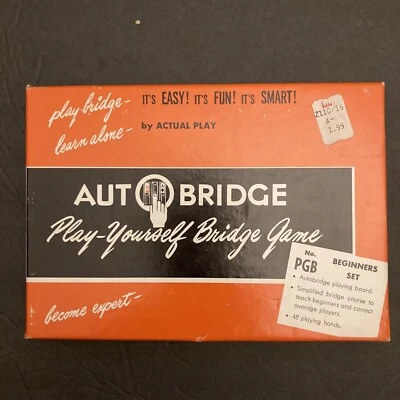 play bridge-
learn alone-
IT'S EASY! IT'S FUN! IT'S SMART!
by ACTUAL PLAY
Z110/36
A-
1.95
AUTOBRIDGE
Play-Yourself Bridge Game
become expert-
No.
PGB
BEGINNERS
SET
• Autobridge playing board.
• Simplified bridge course to
teach beginners and correct
average players.
• 48 playing hands.